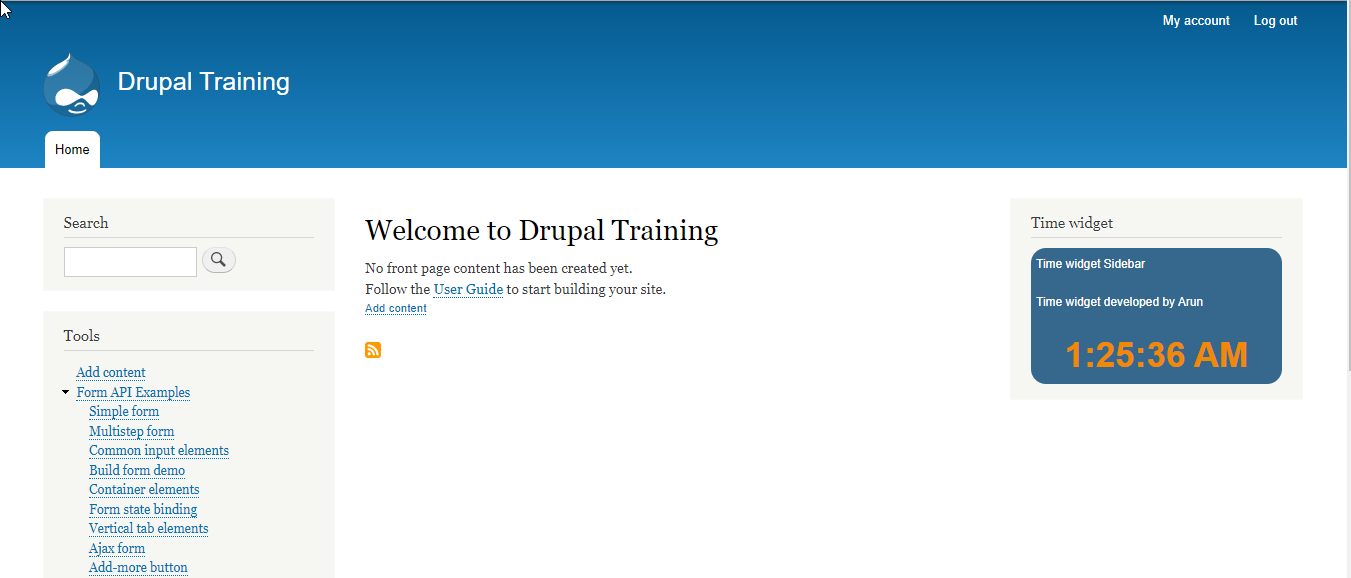 My account
Log out
Drupal Training
Home
Search
Tools
Add content
Form API Examples
Simple form
Multistep form
Common input elements
Build form demo
Container elements
Form state binding
Vertical tab elements
Ajax form
Add-more button
Welcome to Drupal Training
No front page content has been created yet.
Follow the User Guide to start building your site.
Add content
Time widget
Time widget Sidebar
Time widget developed by Arun
1:25:36 AM